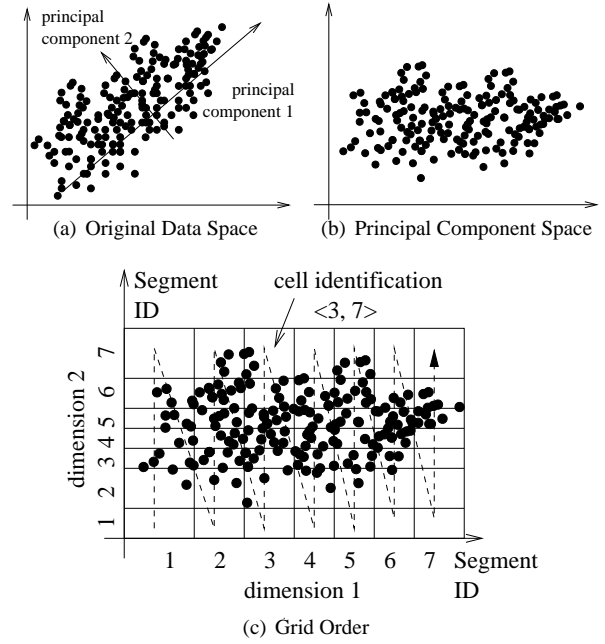 principal
component 2
principal
component 1
(a) Original Data Space
(b) Principal Component Space
Segment
ID
cell identification
<3, 7>
dimension 2
7
6
5
4
3
2
1
1 2 3 4 5 6 7
Segment
ID
dimension 1
(c) Grid Order